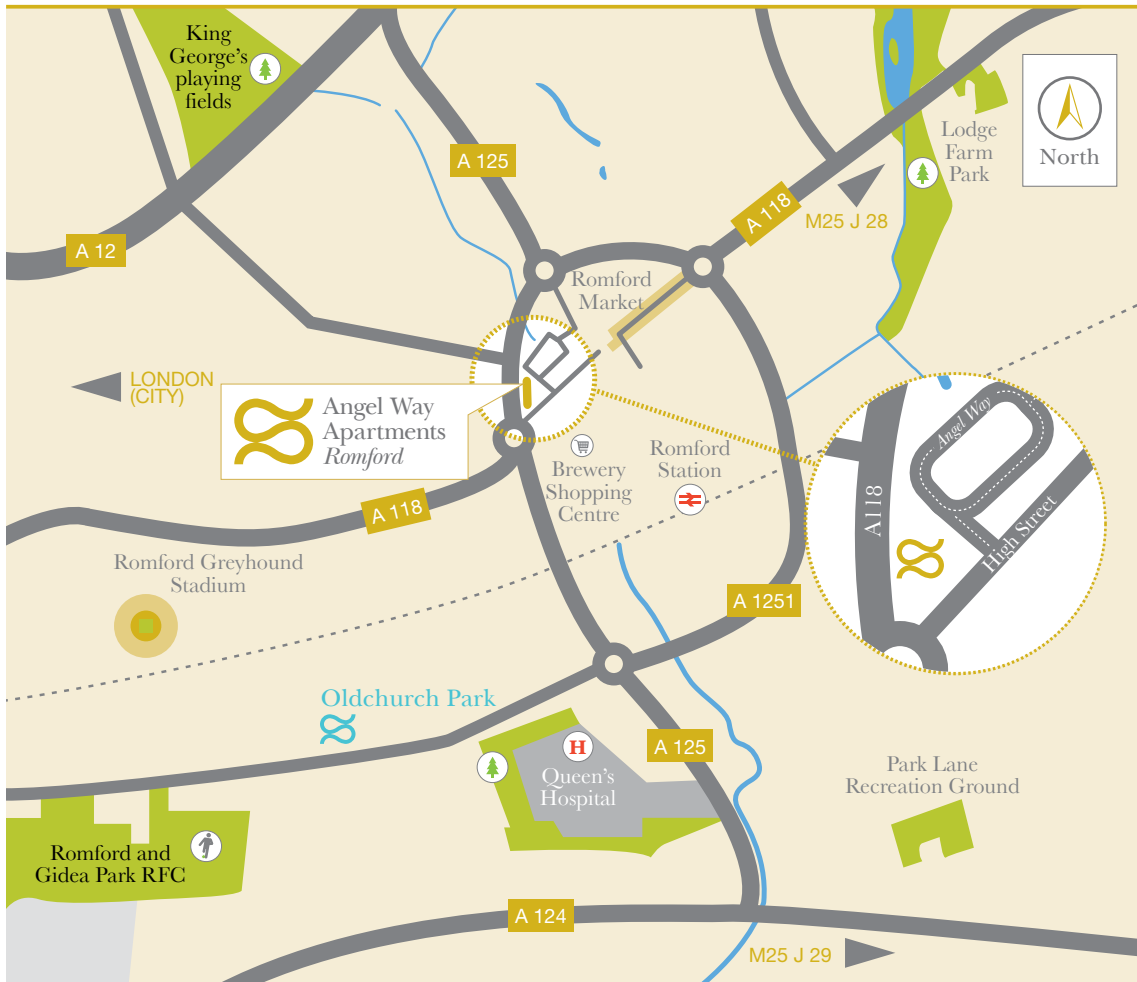 King
George’s
playing
fields
A 125
Lodge
Farm
Park
North
A 118
M25 J 28
A 12
Romford
Market
LONDON
(CITY)
Angel Way
Apartments
Romford
Brewery
Shopping
Centre
Romford
Station
Angel Way
A118
High Street
A 118
Romford Greyhound
Stadium
A 1251
Oldchurch Park
A 125
H
Queen’s
Hospital
Park Lane
Recreation Ground
Romford and
Gidea Park RFC
A 124
M25 J 29